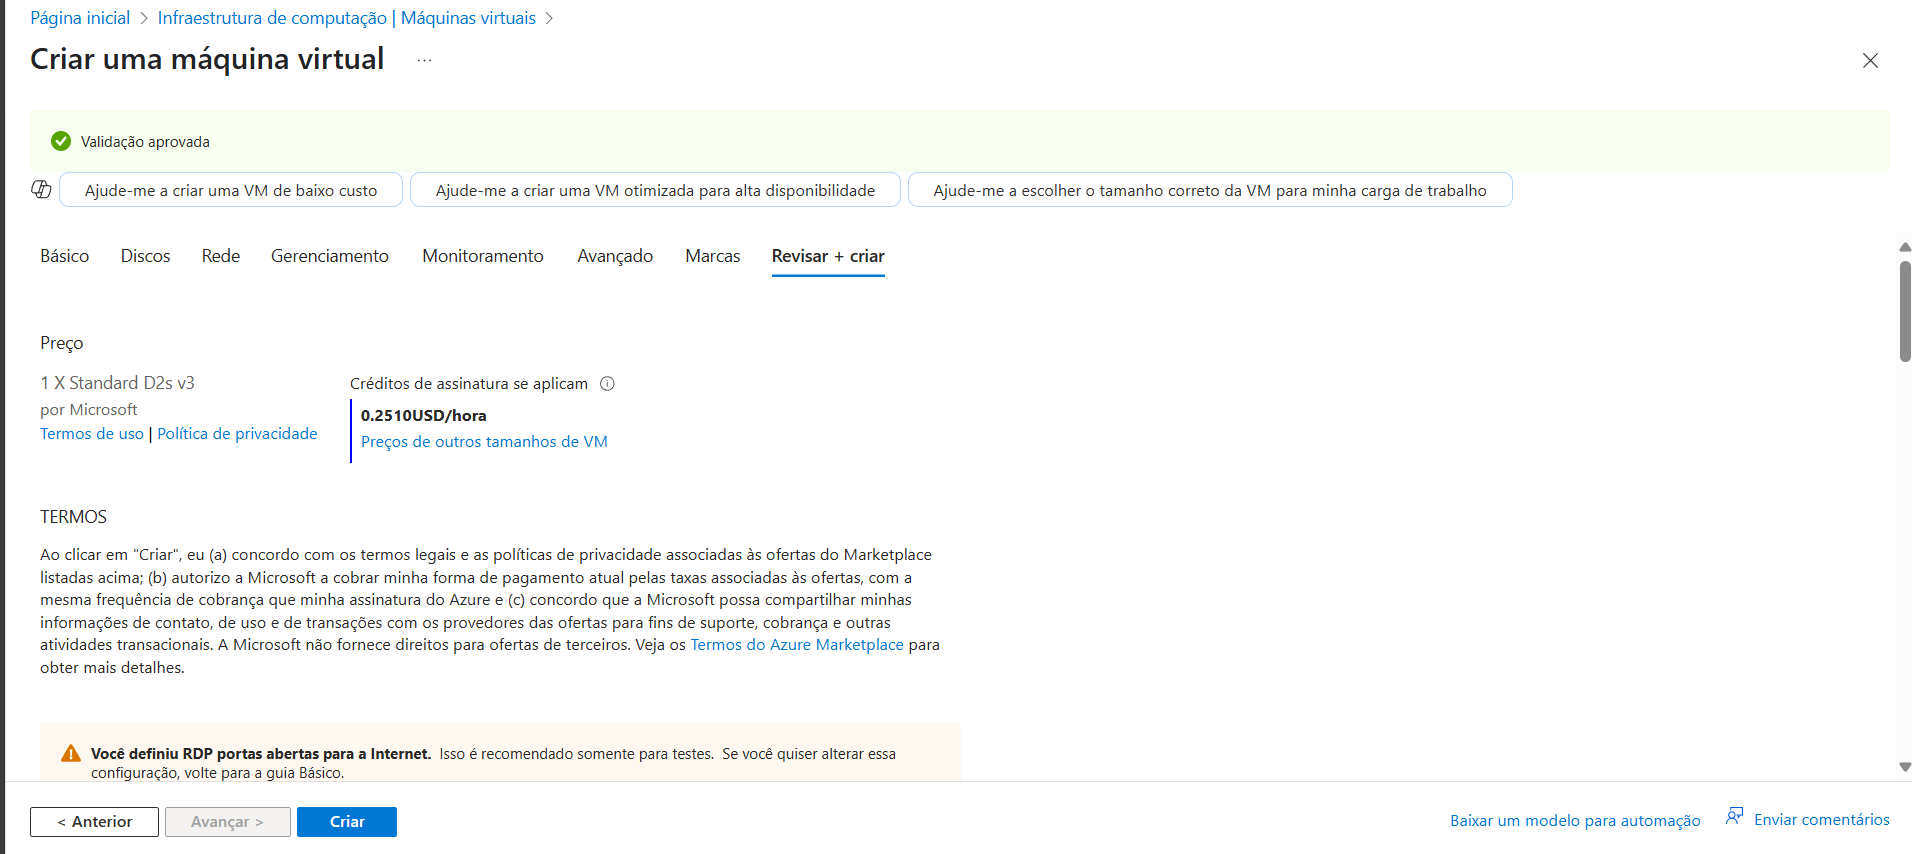 Página inicial > Infraestrutura de computação | Máquinas virtuais >
Criar uma máquina virtual ...
Validação aprovada
Ajude-me a criar uma VM de baixo custo
Ajude-me a criar uma VM otimizada para alta disponibilidade
Ajude-me a escolher o tamanho correto da VM para minha carga de trabalho
Básico Discos Rede Gerenciamento Monitoramento Avançado Marcas Revisar + criar
Preço
1 X Standard D2s v3
por Microsoft
Termos de uso | Política de privacidade
Créditos de assinatura se aplicam
0.2510USD/hora
Preços de outros tamanhos de VM
TERMOS
Ao clicar em "Criar", eu (a) concordo com os termos legais e as políticas de privacidade associadas às ofertas do Marketplace
listadas acima; (b) autorizo a Microsoft a cobrar minha forma de pagamento atual pelas taxas associadas às ofertas, com a
mesma frequência de cobrança que minha assinatura do Azure e (c) concordo que a Microsoft possa compartilhar minhas
informações de contato, de uso e de transações com os provedores das ofertas para fins de suporte, cobrança e outras
atividades transacionais. A Microsoft não fornece direitos para ofertas de terceiros. Veja os Termos do Azure Marketplace para
obter mais detalhes.
Você definiu RDP portas abertas para a Internet. Isso é recomendado somente para testes. Se você quiser alterar essa
configuração, volte para a guia Básico.
< Anterior
Avançar >
Criar
Baixar um modelo para automação
Enviar comentários